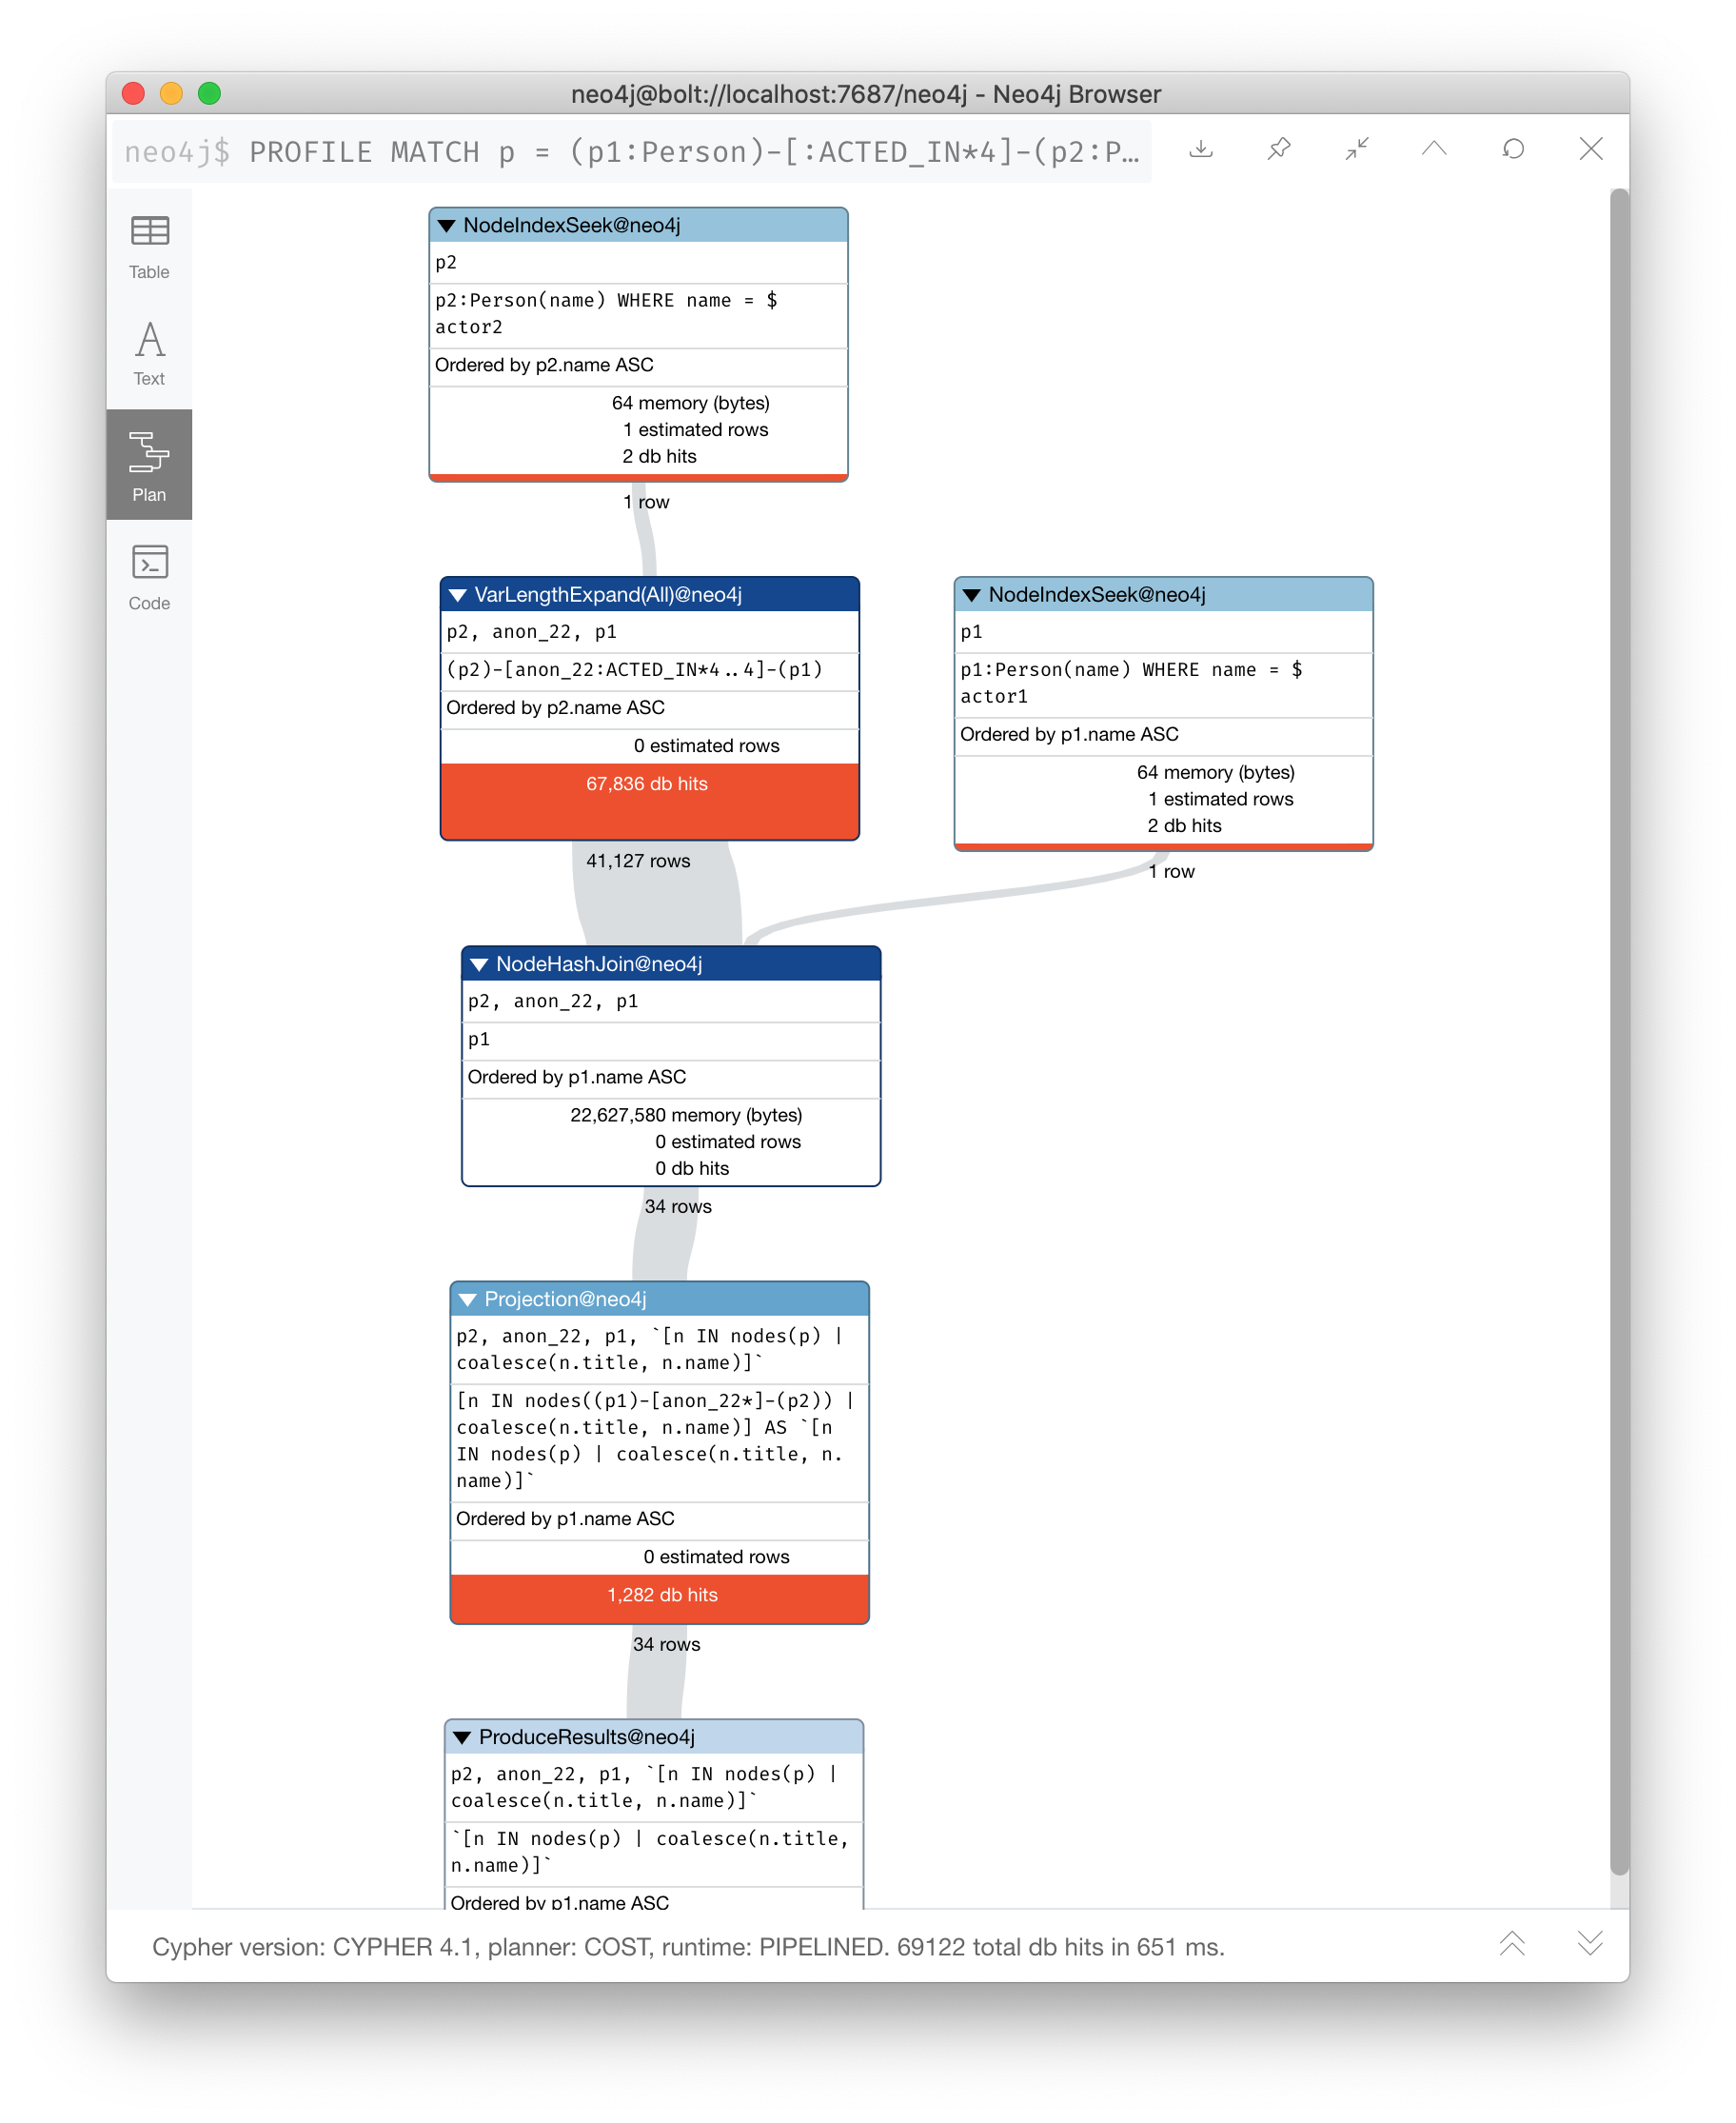 neo4j@bolt://localhost:7687/neo4j - Neo4j Browser
neo4j$ PROFILE MATCH p = (p1:Person)-[:ACTED_IN*4]-(p2:P…
Table
Text
Plan
Code
NodeIndexSeek@neo4j
p2
p2:Person(name) WHERE name = $
actor2
Ordered by p2.name ASC
64 memory (bytes)
1 estimated rows
2 db hits
1 row
VarLengthExpand(All)@neo4j
p2, anon_22, p1
(p2)-[anon_22:ACTED_IN*4..4]-(p1)
Ordered by p2.name ASC
0 estimated rows
67,836 db hits
41,127 rows
NodeIndexSeek@neo4j
p1
p1:Person(name) WHERE name = $
actor1
Ordered by p1.name ASC
64 memory (bytes)
1 estimated rows
2 db hits
1 row
NodeHashJoin@neo4j
p2, anon_22, p1
p1
Ordered by p1.name ASC
22,627,580 memory (bytes)
0 estimated rows
0 db hits
34 rows
Projection@neo4j
p2, anon_22, p1, `[n IN nodes(p) |
coalesce(n.title, n.name)]`
[n IN nodes((p1)-[anon_22*]-(p2)) |
coalesce(n.title, n.name)] AS `[n
IN nodes(p) | coalesce(n.title, n.
name)]`
Ordered by p1.name ASC
0 estimated rows
1,282 db hits
34 rows
ProduceResults@neo4j
p2, anon_22, p1, `[n IN nodes(p) |
coalesce(n.title, n.name)]`
`[n IN nodes(p) | coalesce(n.title,
n.name)]`
Ordered by p1.name ASC
Cypher version: CYPHER 4.1, planner: COST, runtime: PIPELINED. 69122 total db hits in 651 ms.